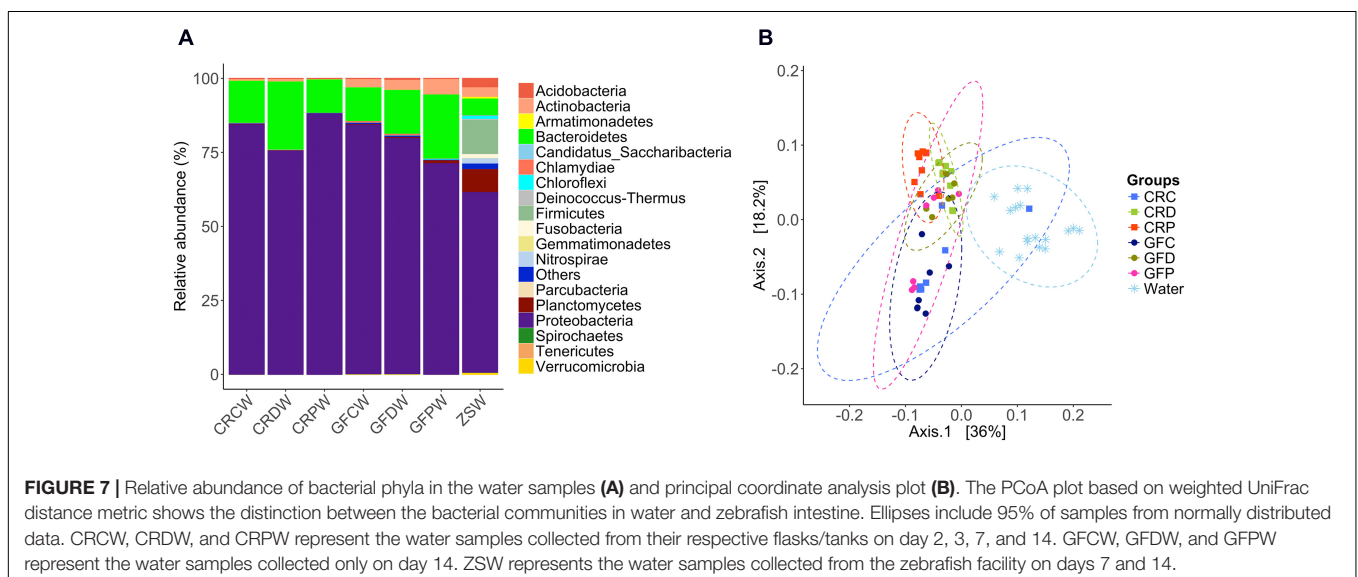 A
B
Relative abundance (%)
100
75
50
25
0
CRCW
CRDW
CRPW
GFCW
GFDW
GFPW
ZSW
Acidobacteria
Actinobacteria
Armatimonadetes
Bacteroidetes
Candidatus_Saccharibacteria
Chlamydiae
Chloroflexi
Deinococcus-Thermus
Firmicutes
Fusobacteria
Gemmatimonadetes
Nitrospirae
Others
Parcubacteria
Planctomycetes
Proteobacteria
Spirochaetes
Tenericutes
Verrucomicrobia
Axis.2 [18.2%]
0.2
0.1
0.0
-0.1
-0.2
-0.2 -0.1 0.0 0.1 0.2
Axis.1 [36%]
Groups
CRC
CRD
CRP
GFC
GFD
GFP
Water
FIGURE 7 | Relative abundance of bacterial phyla in the water samples (A) and principal coordinate analysis plot (B). The PCoA plot based on weighted UniFrac
distance metric shows the distinction between the bacterial communities in water and zebrafish intestine. Ellipses include 95% of samples from normally distributed
data. CRCW, CRDW, and CRPW represent the water samples collected from their respective flasks/tanks on day 2, 3, 7, and 14. GFCW, GFDW, and GFPW
represent the water samples collected only on day 14. ZSW represents the water samples collected from the zebrafish facility on days 7 and 14.